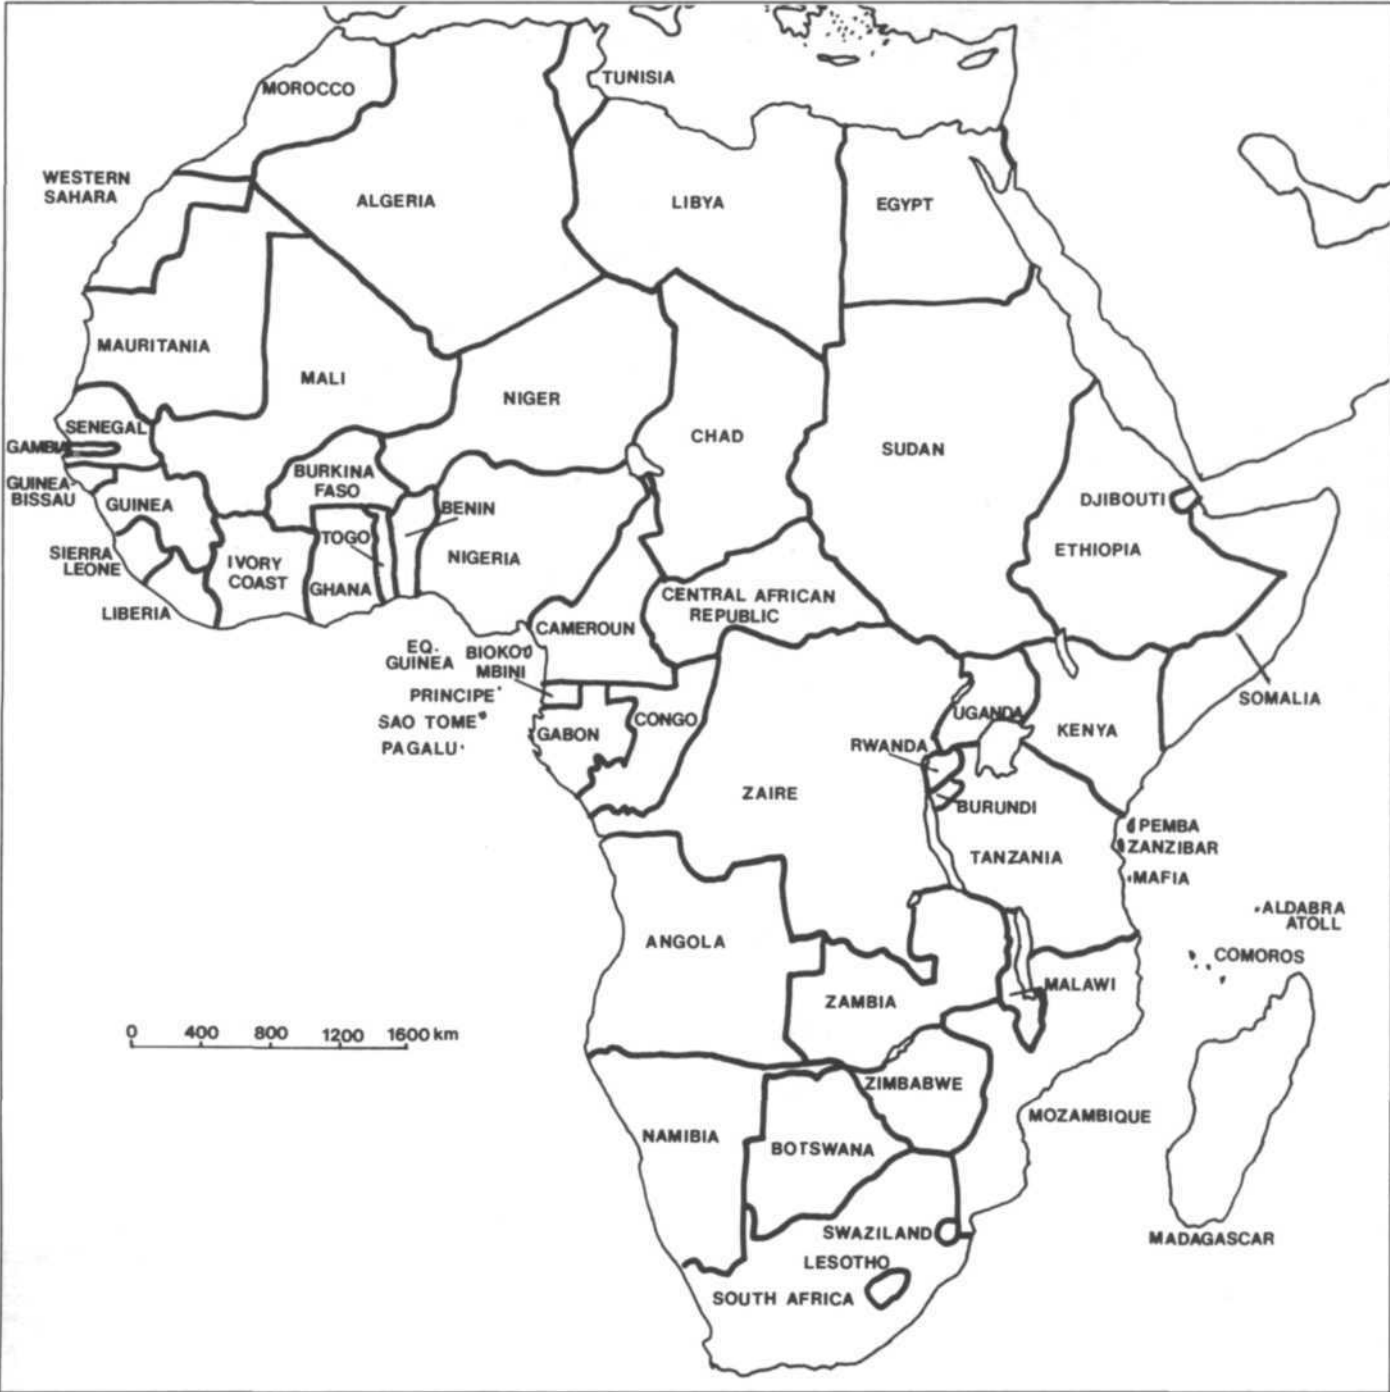 TUNISIA
MOROCCO
WESTERN
SAHARA
ALGERIA
LIBYA
EGYPT
MAURITANIA
MALI
NIGER
CHAD
SUDAN
SENEGAL
GAMBIA
GUINEA-
BISSAU
GUINEA
BURKINA
FASO
BENIN
TOGO
NIGERIA
DJIBOUTI
ETHIOPIA
SIERRA
LEONE
IVORY
COAST
GHANA
LIBERIA
CENTRAL AFRICAN
REPUBLIC
CAMEROUN
EQ.
GUINEA
BIOKO
MBINI
PRINCIPE
SAO TOME
PAGALU
GABON
CONGO
UGANDA
KENYA
SOMALIA
RWANDA
ZAIRE
BURUNDI
PEMBA
ZANZIBAR
TANZANIA
MAFIA
ALDABRA
ATOLL
ANGOLA
COMOROS
MALAWI
ZAMBIA
0 400 800 1200 1600 km
ZIMBABWE
MOZAMBIQUE
NAMIBIA
BOTSWANA
SWAZILAND
MADAGASCAR
LESOTHO
SOUTH AFRICA